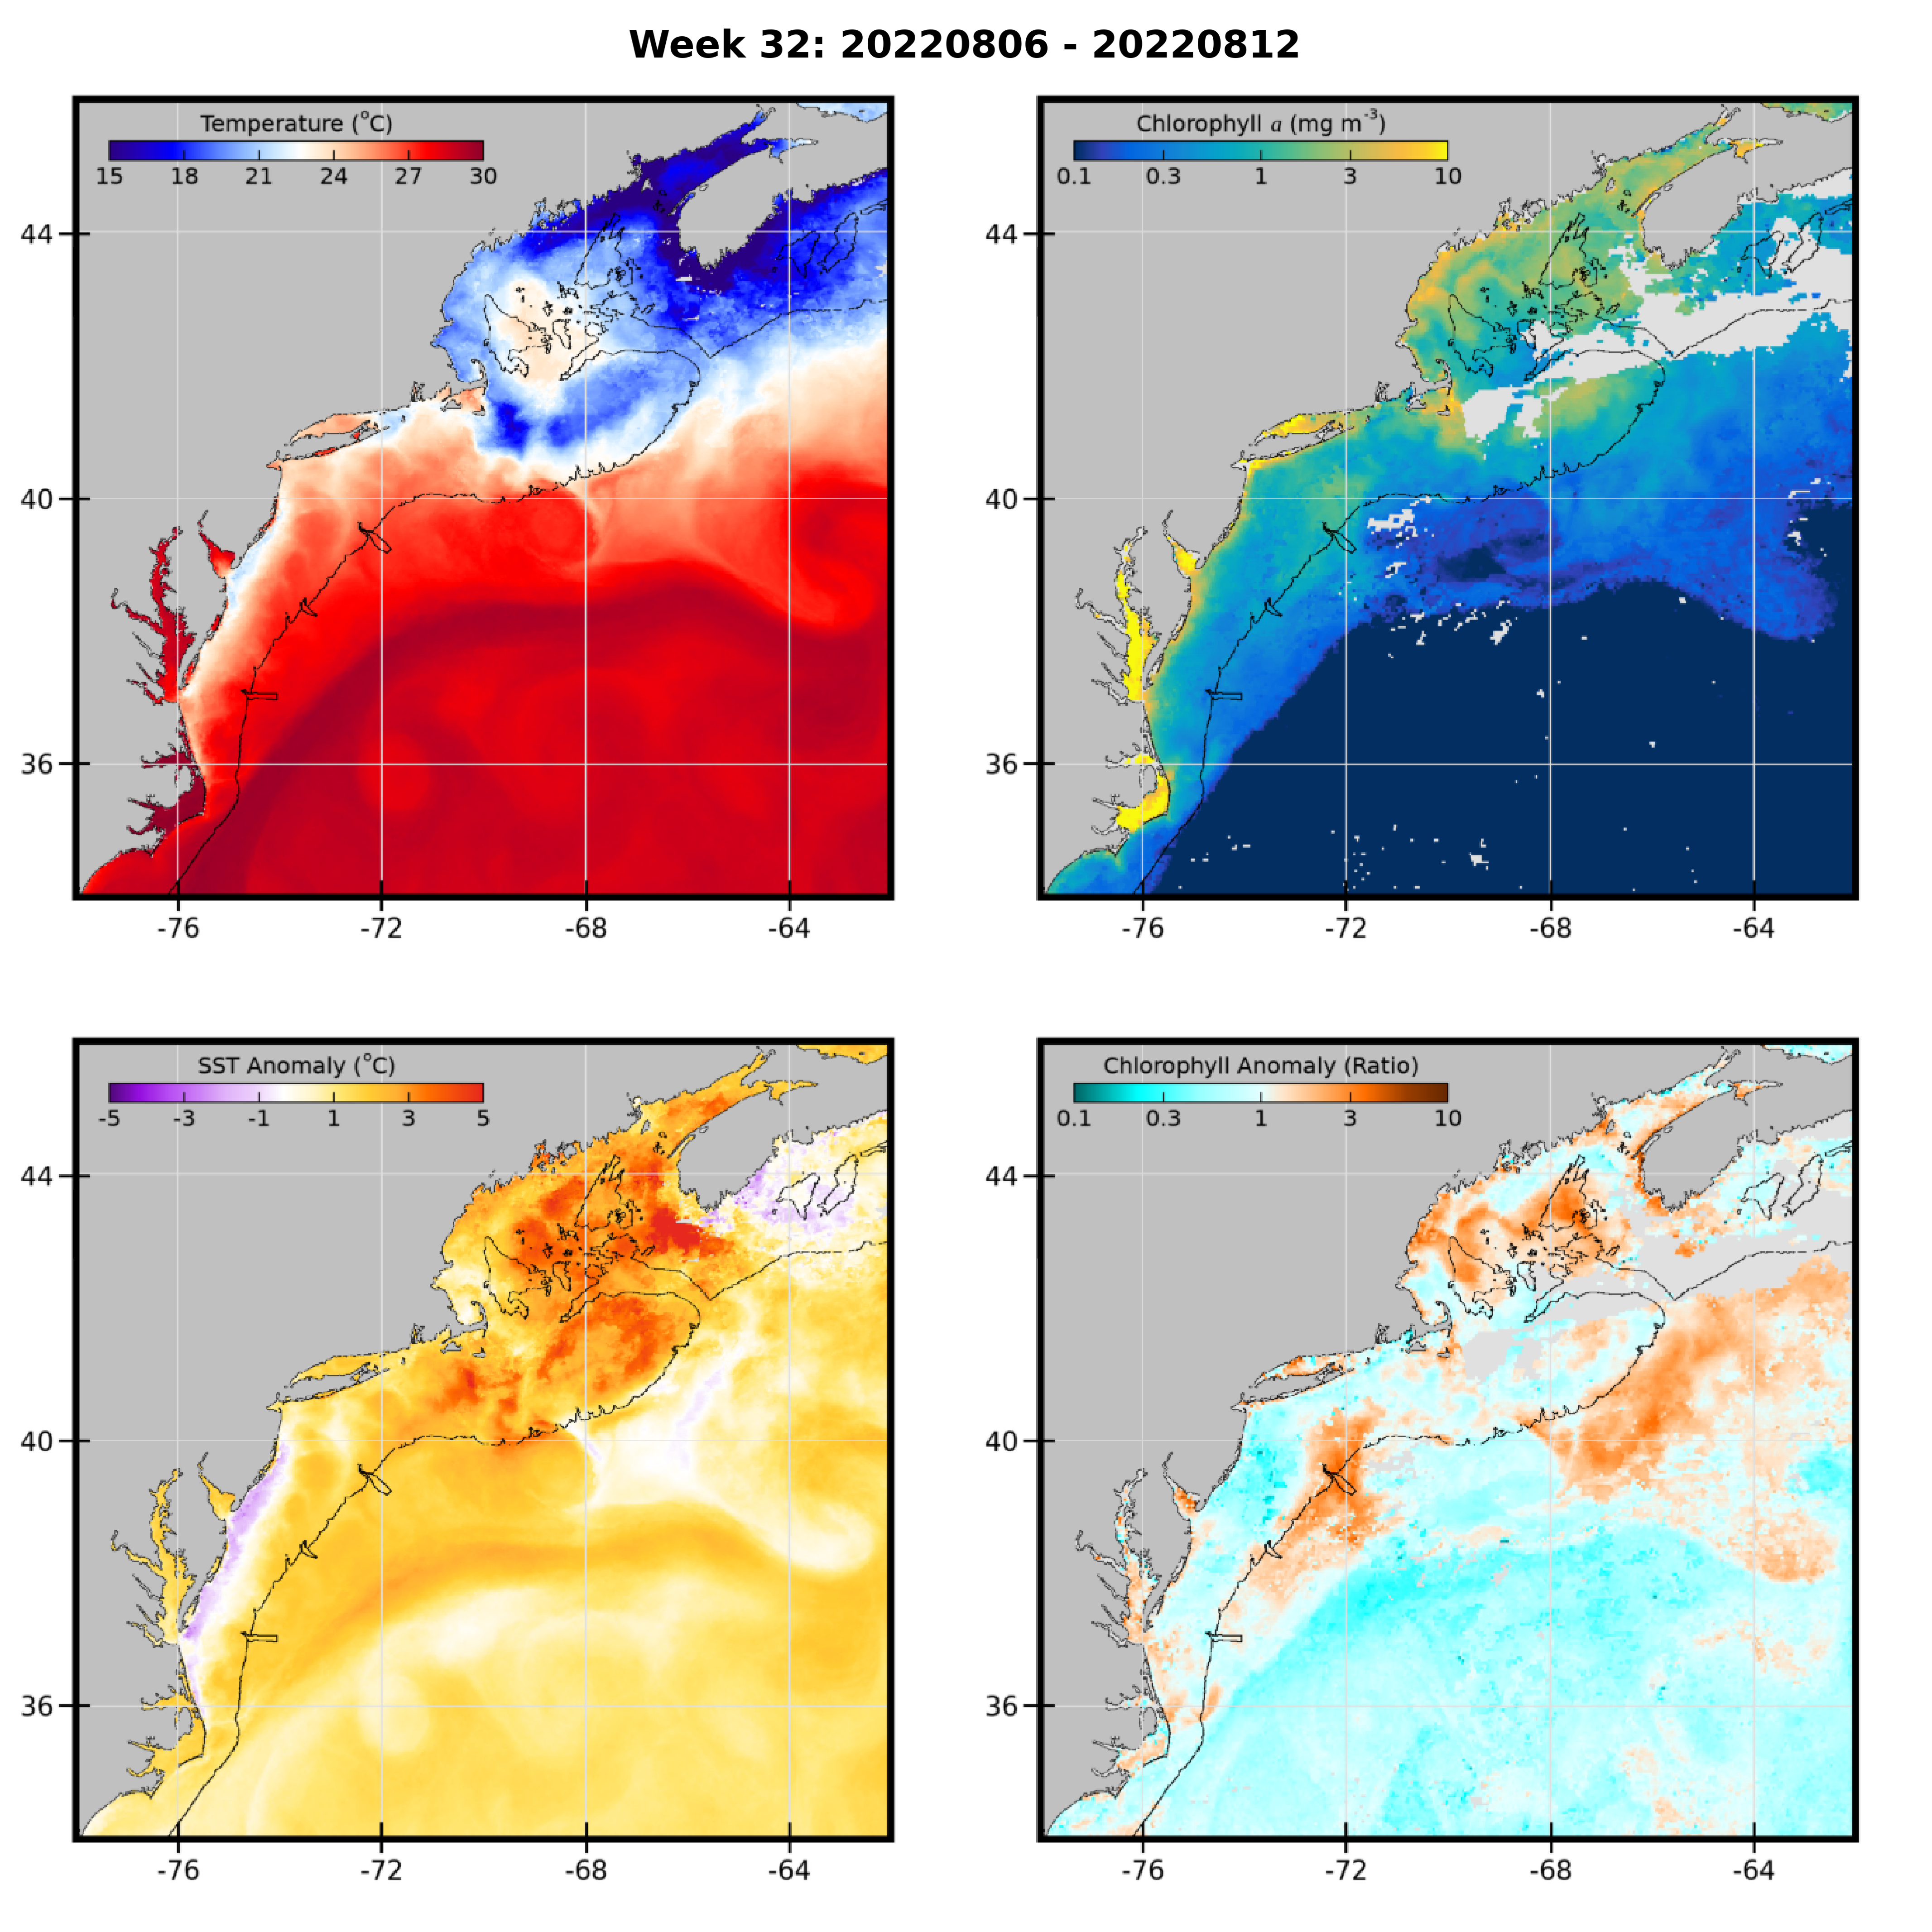 Week 32: 20220806 - 20220812
Temperature (°C)
15 18 21 24 27 30
44
40
36
-76 -72 -68 -64
Chlorophyll a (mg m⁻³)
0.1 0.3 1 3 10
44
40
36
-76 -72 -68 -64
SST Anomaly (°C)
-5 -3 -1 1 3 5
44
40
36
-76 -72 -68 -64
Chlorophyll Anomaly (Ratio)
0.1 0.3 1 3 10
44
40
36
-76 -72 -68 -64